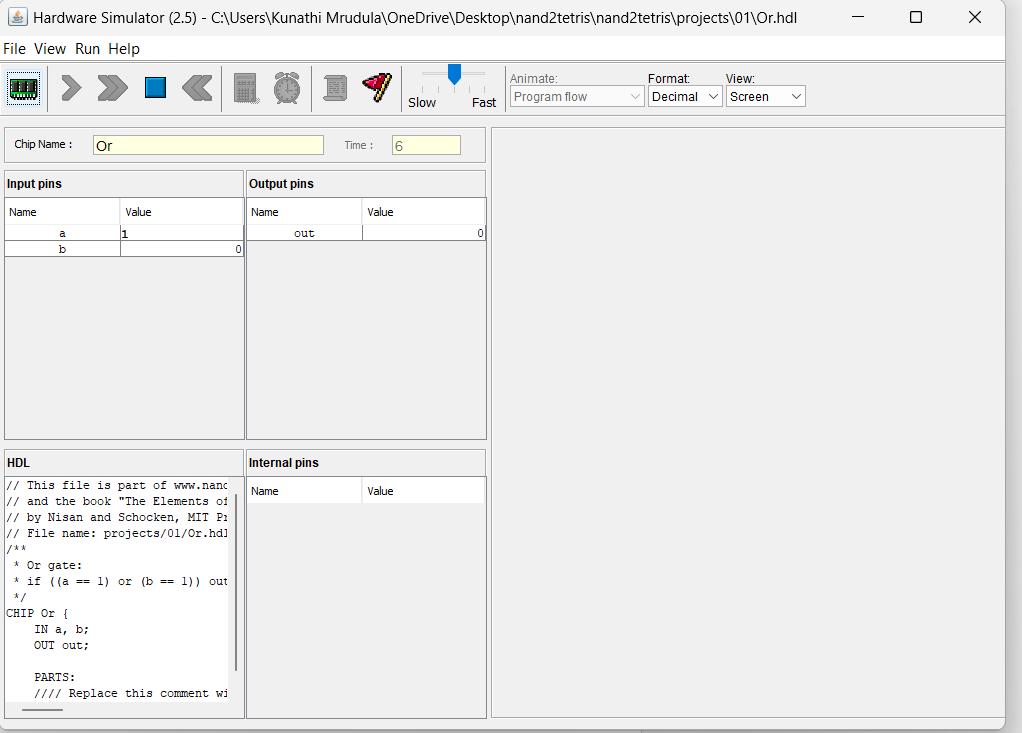 Hardware Simulator (2.5) - C:\Users\Kunathi Mrudula\OneDrive\Desktop\nand2tetris\nand2tetris\projects\01\Or.hdl
File View Run Help
Slow Fast
Animate: Format: View:
Program flow Decimal Screen
Chip Name : Or Time : 6
Input pins Output pins
Name Value Name Value
a 1 out 0
b 0
HDL Internal pins
Name Value
// This file is part of www.nand
// and the book "The Elements of
// by Nisan and Schocken, MIT Pr
// File name: projects/01/Or.hdl
/**
* Or gate:
* if ((a == 1) or (b == 1)) out
*/
CHIP Or {
IN a, b;
OUT out;
PARTS:
//// Replace this comment wi